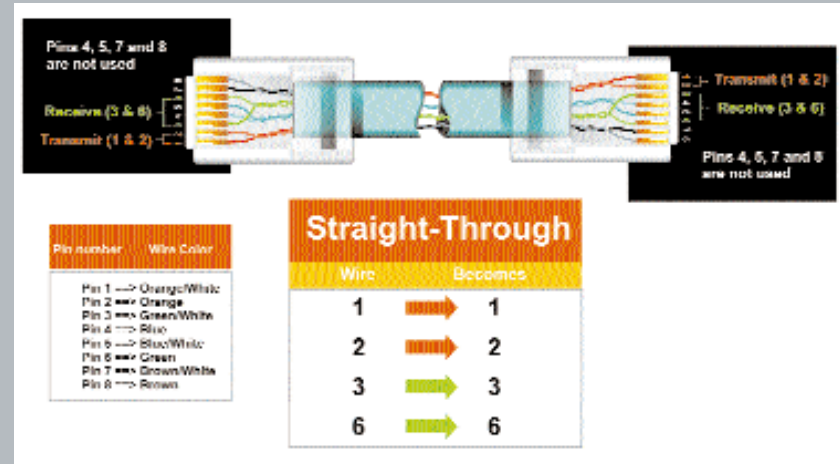 Pins 4, 5, 7 and 8
are not used
Receive (3 & 6)
Transmit (1 & 2)
Transmit (1 & 2)
Receive (3 & 6)
Pins 4, 5, 7 and 8
are not used
Pin number Wire Color
Pin 1 ---> Orange/White
Pin 2 ---> Orange
Pin 3 ---> Green/White
Pin 4 ---> Blue
Pin 5 ---> Blue/White
Pin 6 ---> Green
Pin 7 ---> Brown/White
Pin 8 ---> Brown
Straight-Through
Wire Becomes
1 1
2 2
3 3
6 6